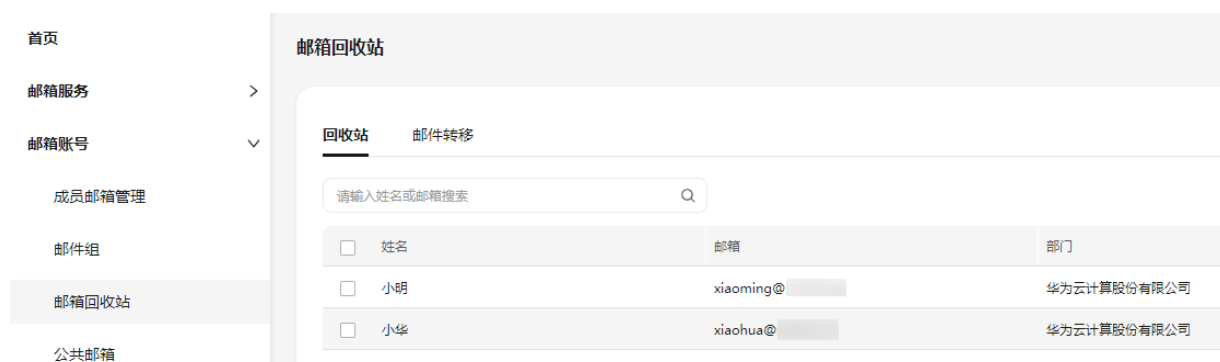 首页
邮箱服务
邮箱账号
成员邮箱管理
邮件组
邮箱回收站
公共邮箱
邮箱回收站
回收站 邮件转移
请输入姓名或邮箱搜索
姓名 邮箱 部门
小明 xiaoming@ 华为云计算股份有限公司
小华 xiaohua@ 华为云计算股份有限公司